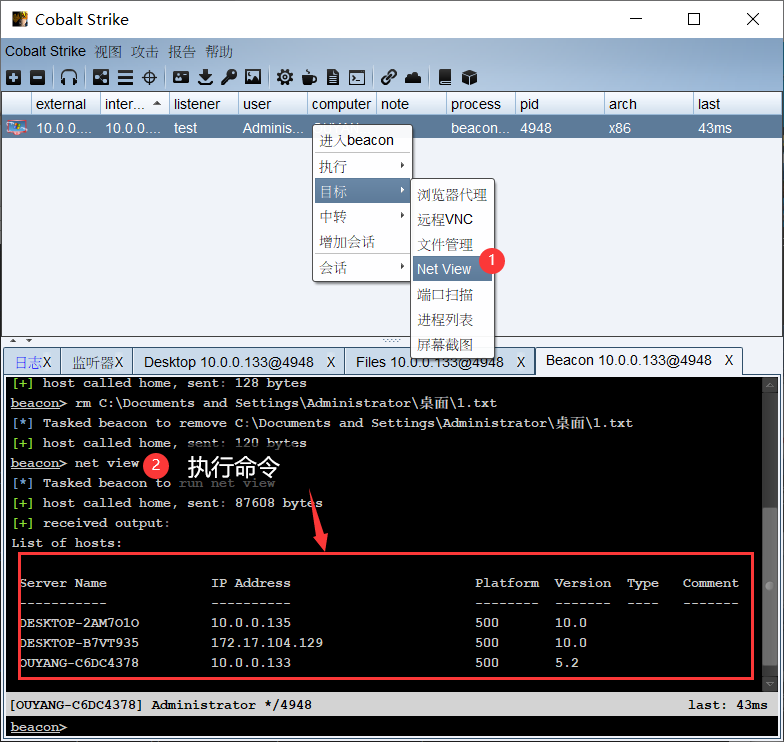 Cobalt Strike
Cobalt Strike 视图 攻击 报告 帮助
external inter... listener user computer note process pid arch last
10.0.0.... 10.0.0.... test Adminis... beacon... 4948 x86 43ms
进入beacon
执行
目标
中转
增加会话
会话
浏览器代理
远程VNC
文件管理
Net View
1
端口扫描
进程列表
屏幕截图
日志X 监听器X Desktop 10.0.0.133@4948 X Files 10.0.0.133@4948 X Beacon 10.0.0.133@4948 X
[+] host called home, sent: 128 bytes
beacon> rm C:\Documents and Settings\Administrator\桌面\1.txt
[*] Tasked beacon to remove C:\Documents and Settings\Administrator\桌面\1.txt
[+] host called home, sent: 120 bytes
beacon> net view
2 执行命令
[*] Tasked beacon to run net view
[+] host called home, sent: 87608 bytes
[+] received output:
List of hosts:
Server Name IP Address Platform Version Type Comment
----------- ---------- -------- ------- ---- -------
DESKTOP-2AM7O1O 10.0.0.135 500 10.0
DESKTOP-B7VT935 172.17.104.129 500 10.0
OUYANG-C6DC4378 10.0.0.133 500 5.2
[OUYANG-C6DC4378] Administrator */4948 last: 43ms
beacon>